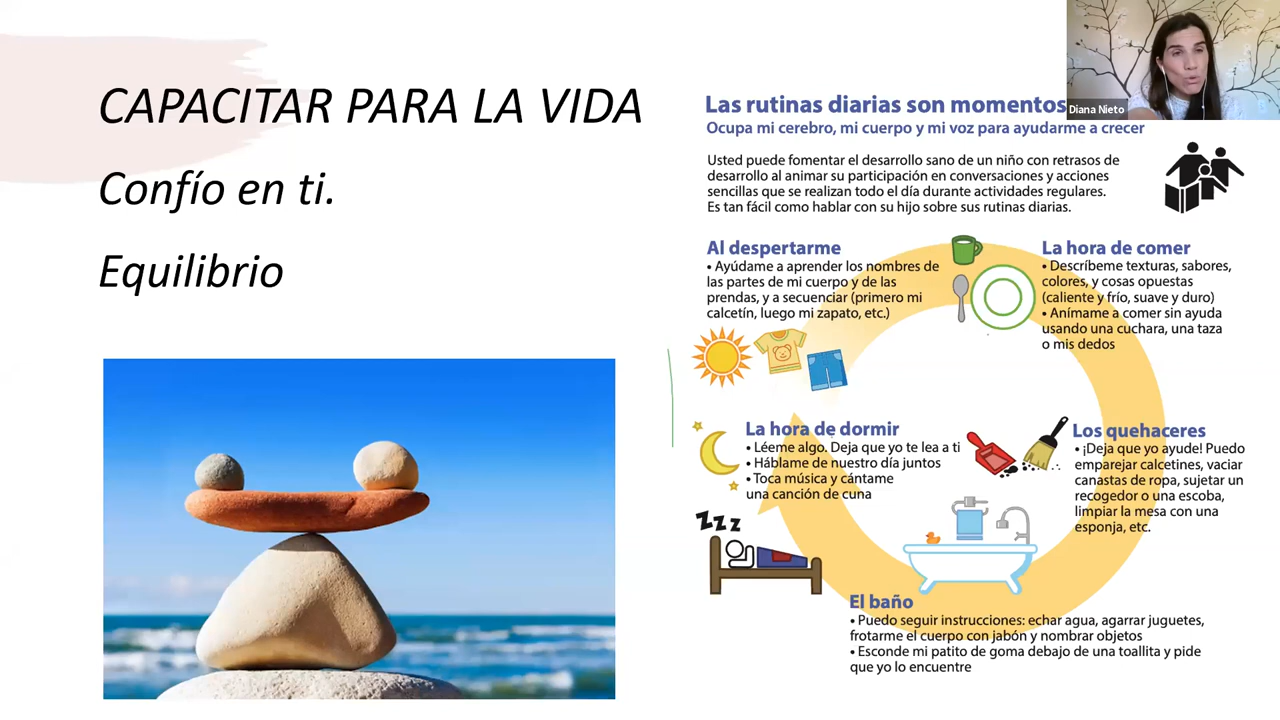 CAPACITAR PARA LA VIDA
Confío en ti.
Equilibrio
Las rutinas diarias son momentos
Diana Nieto
Ocupa mi cerebro, mi cuerpo y mi voz para ayudarme a crecer
Usted puede fomentar el desarrollo sano de un niño con retrasos de
desarrollo al animar su participación en conversaciones y acciones
sencillas que se realizan todo el día durante actividades regulares.
Es tan fácil como hablar con su hijo sobre sus rutinas diarias.
Al despertarme
• Ayúdame a aprender los nombres de
las partes de mi cuerpo y de las
prendas, y a secuenciar (primero mi
calcetín, luego mi zapato, etc.)
La hora de comer
• Descríbeme texturas, sabores,
colores, y cosas opuestas
(caliente y frío, suave y duro)
• Anímame a comer sin ayuda
usando una cuchara, una taza
o mis dedos
La hora de dormir
• Léeme algo. Deja que yo te lea a ti
• Háblame de nuestro día juntos
• Toca música y cántame
una canción de cuna
Los quehaceres
• ¡Deja que yo ayude! Puedo
emparejar calcetines, vaciar
canastas de ropa, sujetar un
recogedor o una escoba,
limpiar la mesa con una
esponja, etc.
zzz
El baño
• Puedo seguir instrucciones: echar agua, agarrar juguetes,
frotarme el cuerpo con jabón y nombrar objetos
• Esconde mi patito de goma debajo de una toallita y pide
que yo lo encuentre